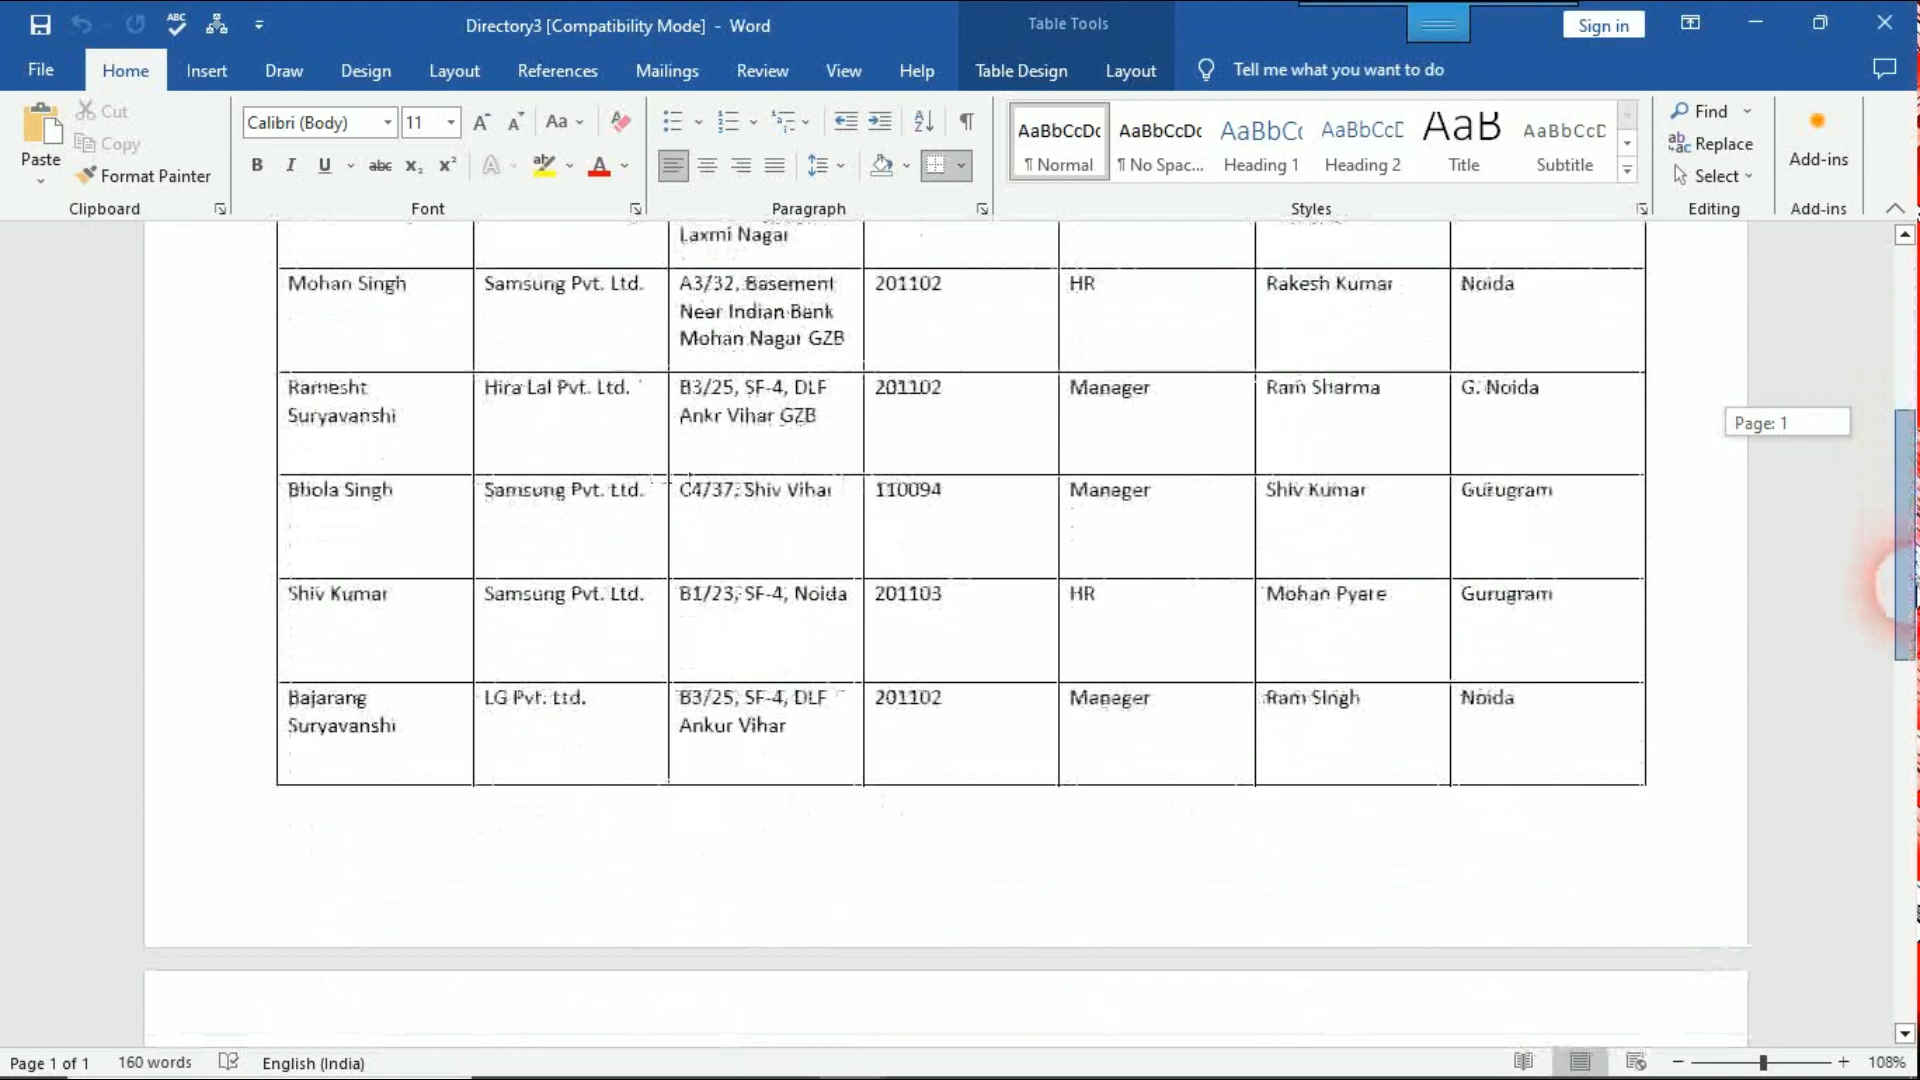 Directory3 [Compatibility Mode] - Word
Table Tools
Sign in
File Home Insert Draw Design Layout References Mailings Review View Help Table Design Layout Tell me what you want to do
Paste
Cut
Copy
Format Painter
Clipboard
Calibri (Body) 11
Font
Paragraph
AaBbCcDc ¶ Normal
AaBbCcDc ¶ No Spac...
AaBbCc Heading 1
AaBbCcD Heading 2
AaB Title
AaBbCcD Subtitle
Styles
Find
Replace
Select
Editing
Add-ins
Add-ins
Laxmi Nagar
Mohan Singh Samsung Pvt. Ltd. A3/32, Basement 201102 HR Rakesh Kumar Noida
Near Indian Bank
Mohan Nagar GZB
Ramesht Hira Lal Pvt. Ltd. B3/25, SF-4, DLF 201102 Manager Ram Sharma G. Noida
Suryavanshi Ankr Vihar GZB
Page: 1
Bhola Singh Samsung Pvt. Ltd. C4/37, Shiv Vihar 110094 Manager Shiv Kumar Gurugram
Shiv Kumar Samsung Pvt. Ltd. B1/23, SF-4, Noida 201103 HR Mohan Pyare Gurugram
Bajarang LG Pvt. Ltd. B3/25, SF-4, DLF 201102 Manager Ram Singh Noida
Suryavanshi Ankur Vihar
Page 1 of 1 160 words English (India) 108%